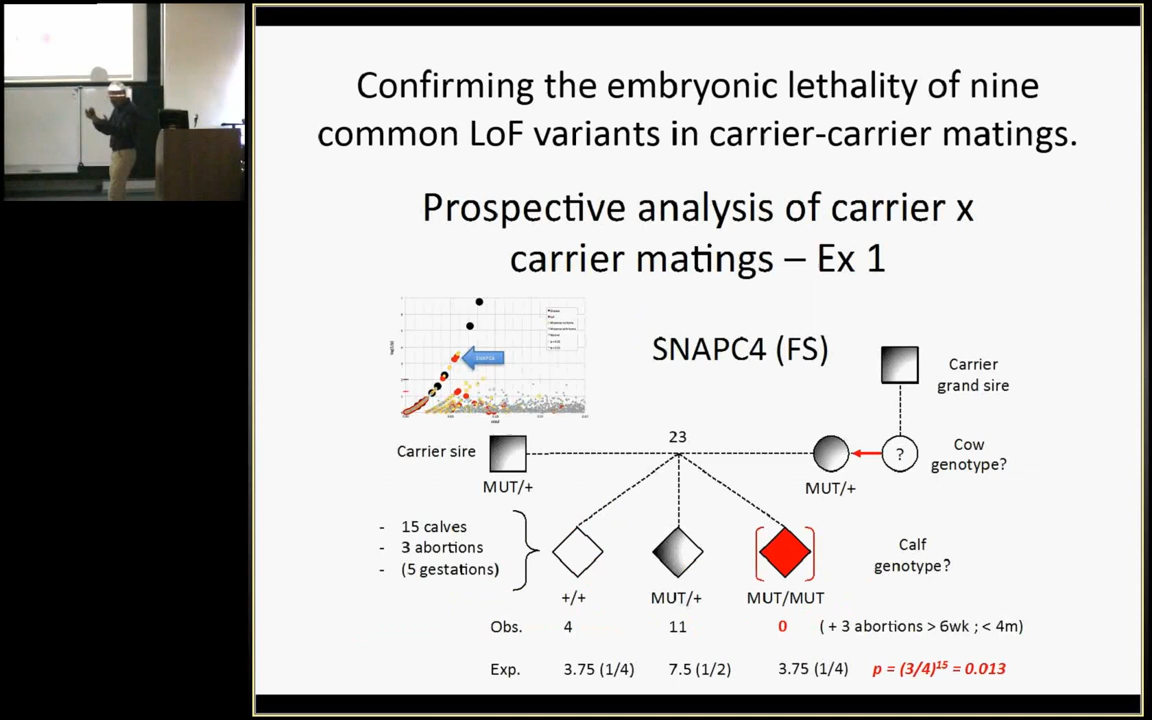 Confirming the embryonic lethality of nine
common LoF variants in carrier-carrier matings.
Prospective analysis of carrier x
carrier matings – Ex 1
SNAPC4
SNAPC4 (FS)
Carrier
grand sire
Carrier sire
23
?
Cow
genotype?
MUT/+
MUT/+
- 15 calves
- 3 abortions
- (5 gestations)
Calf
genotype?
+/+
MUT/+
MUT/MUT
Obs. 4 11 0 ( + 3 abortions > 6wk ; < 4m)
Exp. 3.75 (1/4) 7.5 (1/2) 3.75 (1/4) p = (3/4)¹⁵ = 0.013